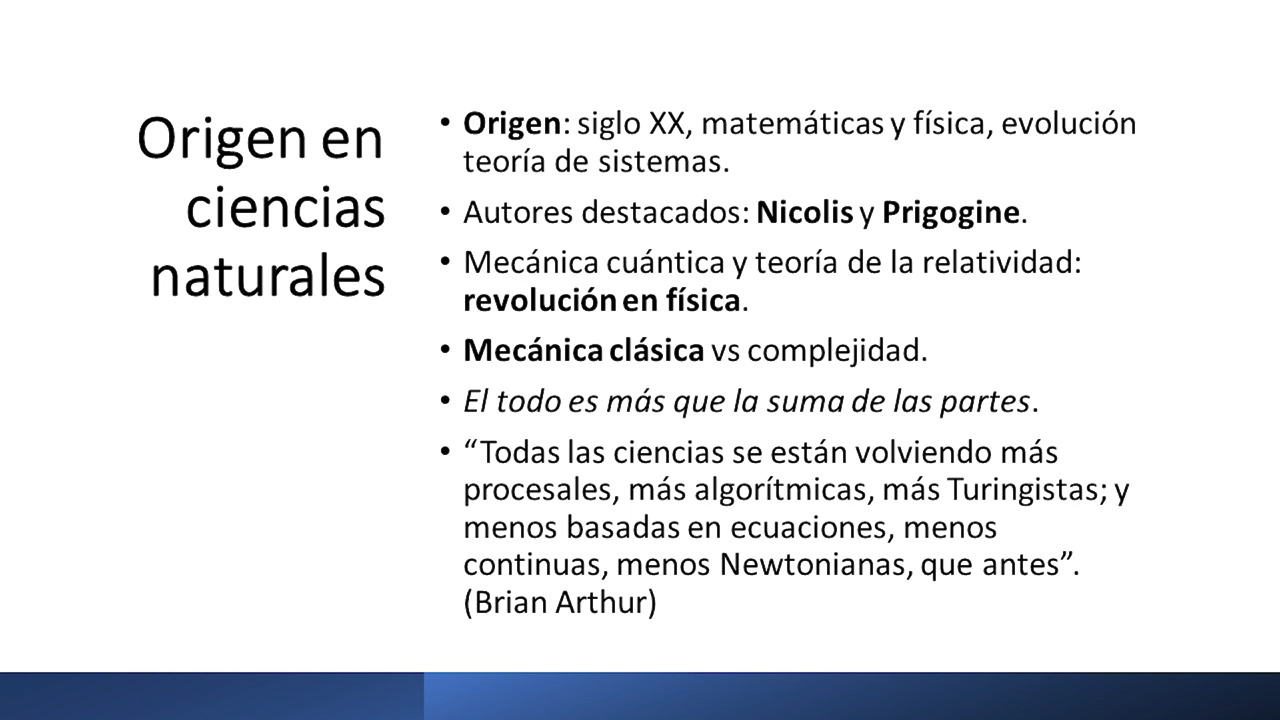 Origen en
ciencias
naturales
• Origen: siglo XX, matemáticas y física, evolución
teoría de sistemas.
• Autores destacados: Nicolis y Prigogine.
• Mecánica cuántica y teoría de la relatividad:
revolución en física.
• Mecánica clásica vs complejidad.
• El todo es más que la suma de las partes.
• “Todas las ciencias se están volviendo más
procesales, más algorítmicas, más Turingistas; y
menos basadas en ecuaciones, menos
continuas, menos Newtonianas, que antes”.
(Brian Arthur)